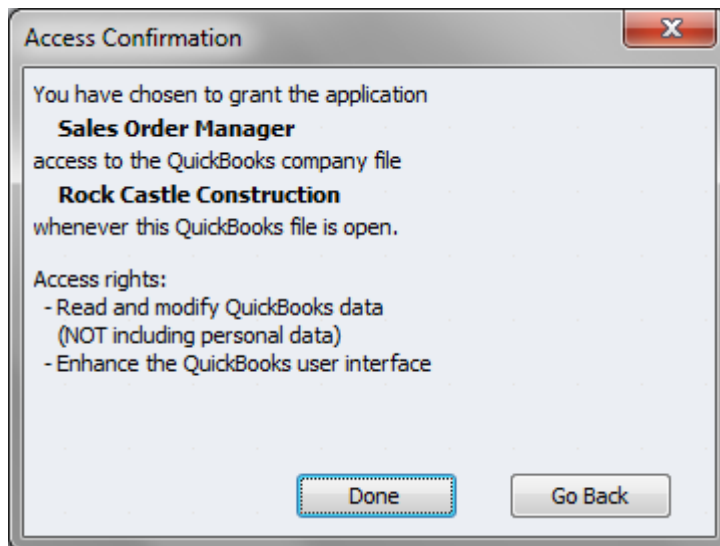 Access Confirmation
You have chosen to grant the application
Sales Order Manager
access to the QuickBooks company file
Rock Castle Construction
whenever this QuickBooks file is open.
Access rights:
- Read and modify QuickBooks data
(NOT including personal data)
- Enhance the QuickBooks user interface
Done
Go Back